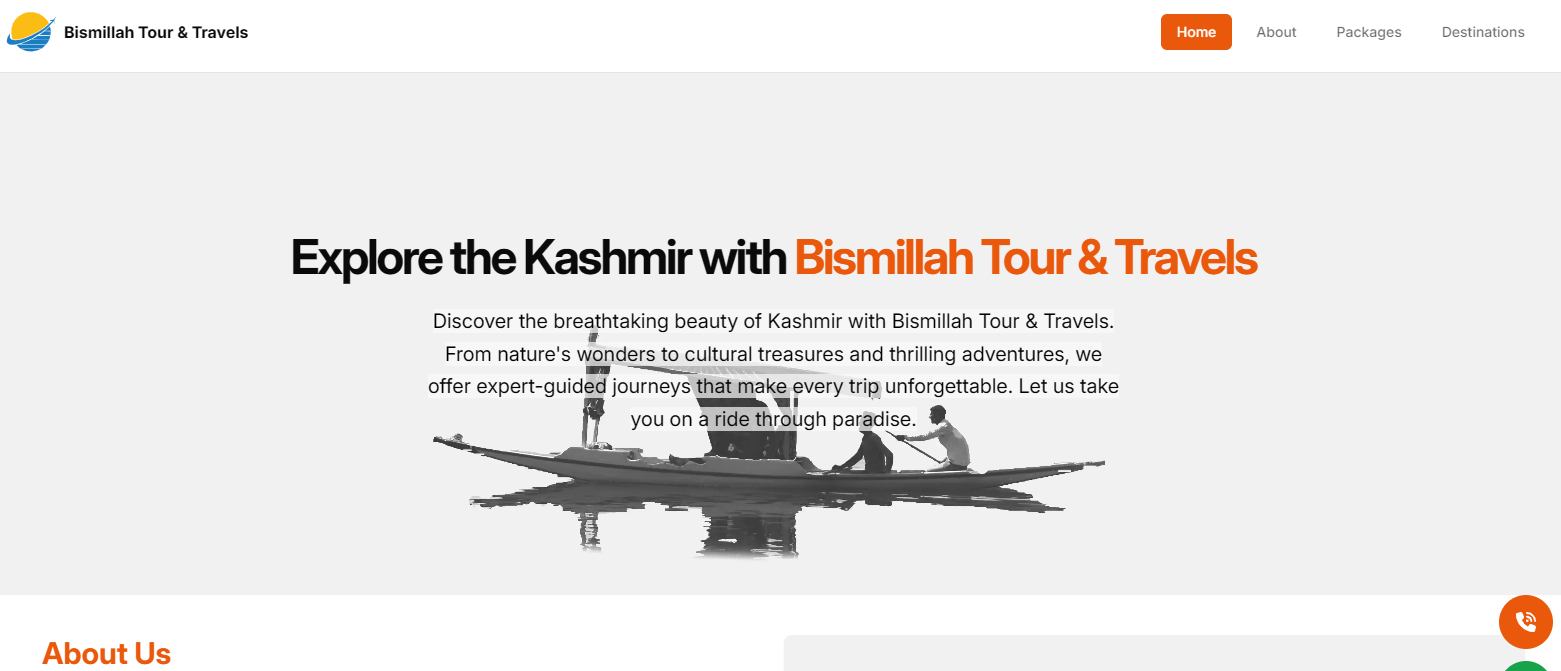 Bismillah Tour & Travels
Home
About
Packages
Destinations
Explore the Kashmir with Bismillah Tour & Travels
Discover the breathtaking beauty of Kashmir with Bismillah Tour & Travels.
From nature's wonders to cultural treasures and thrilling adventures, we
offer expert-guided journeys that make every trip unforgettable. Let us take
you on a ride through paradise.
About Us